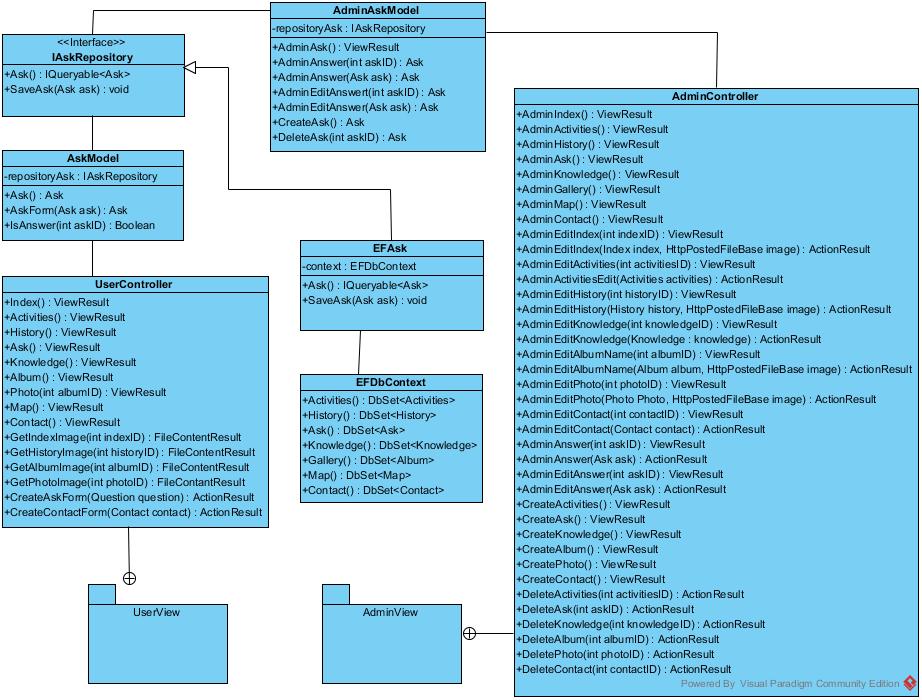 <<Interface>>
IAskRepository
+Ask() : IQueryable<Ask>
+SaveAsk(Ask ask) : void
AdminAskModel
-repositoryAsk : IAskRepository
+AdminAsk() : ViewResult
+AdminAnswer(int askID) : Ask
+AdminAnswer(Ask ask) : Ask
+AdminEditAnswert(int askID) : Ask
+AdminEditAnswer(Ask ask) : Ask
+CreateAsk() : Ask
+DeleteAsk(int askID) : Ask
AskModel
-repositoryAsk : IAskRepository
+Ask() : Ask
+AskForm(Ask ask) : Ask
+IsAnswer(int askID) : Boolean
UserController
+Index() : ViewResult
+Activities() : ViewResult
+History() : ViewResult
+Ask() : ViewResult
+Knowledge() : ViewResult
+Album() : ViewResult
+Photo(int albumID) : ViewResult
+Map() : ViewResult
+Contact() : ViewResult
+GetIndexImage(int indexID) : FileContentResult
+GetHistoryImage(int historyID) : FileContentResult
+GetAlbumImage(int albumID) : FileContentResult
+GetPhotoImage(int photoID) : FileContantResult
+CreateAskForm(Question question) : ActionResult
+CreateContactForm(Contact contact) : ActionResult
EFAsk
-context : EFDbContext
+Ask() : IQueryable<Ask>
+SaveAsk(Ask ask) : void
EFDbContext
+Activities() : DbSet<Activities>
+History() : DbSet<History>
+Ask() : DbSet<Ask>
+Knowledge() : DbSet<Knowledge>
+Gallery() : DbSet<Album>
+Map() : DbSet<Map>
+Contact() : DbSet<Contact>
AdminController
+AdminIndex() : ViewResult
+AdminActivities() : ViewResult
+AdminHistory() : ViewResult
+AdminAsk() : ViewResult
+AdminKnowledge() : ViewResult
+AdminGallery() : ViewResult
+AdminMap() : ViewResult
+AdminContact() : ViewResult
+AdminEditIndex(int indexID) : ViewResult
+AdminEditIndex(Index index, HttpPostedFileBase image) : ActionResult
+AdminEditActivities(int activitiesID) : ViewResult
+AdminActivitiesEdit(Activities activities) : ActionResult
+AdminEditHistory(int historyID) : ViewResult
+AdminEditHistory(History history, HttpPostedFileBase image) : ActionResult
+AdminEditKnowledge(int knowledgeID) : ViewResult
+AdminEditKnowledge(Knowledge : knowledge) : ActionResult
+AdminEditAlbumName(int albumID) : ViewResult
+AdminEditAlbumName(Album album, HttpPostedFileBase image) : ActionResult
+AdminEditPhoto(int photoID) : ViewResult
+AdminEditPhoto(Photo Photo, HttpPostedFileBase image) : ActionResult
+AdminEditContact(int contactID) : ViewResult
+AdminEditContact(Contact contact) : ActionResult
+AdminAnswer(int askID) : ViewResult
+AdminAnswer(Ask ask) : ActionResult
+AdminEditAnswer(int askID) : ViewResult
+AdminEditAnswer(Ask ask) : ActionResult
+CreateActivities() : ViewResult
+CreateAsk() : ViewResult
+CreateKnowledge() : ViewResult
+CreateAlbum() : ViewResult
+CreatePhoto() : ViewResult
+CreateContact() : ViewResult
+DeleteActivities(int activitiesID) : ActionResult
+DeleteAsk(int askID) : ActionResult
+DeleteKnowledge(int knowledgeID) : ActionResult
+DeleteAlbum(int albumID) : ActionResult
+DeletePhoto(int photoID) : ActionResult
+DeleteContact(int contactID) : ActionResult
UserView
AdminView
Powered By Visual Paradigm Community Edition